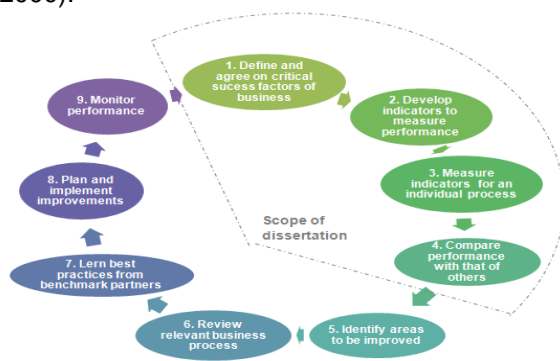 1. Define and
agree on critical
sucess factors of
business
2. Develop
indicators to
measure
performance
3. Measure
indicators for an
individual process
4. Compare
performance
with that of
others
5. Identify areas
to be improved
6. Review
relevant business
process
7. Lern best
practices from
benchmark partners
8. Plan and
implement
improvements
9. Monitor
performance
Scope of
dissertation